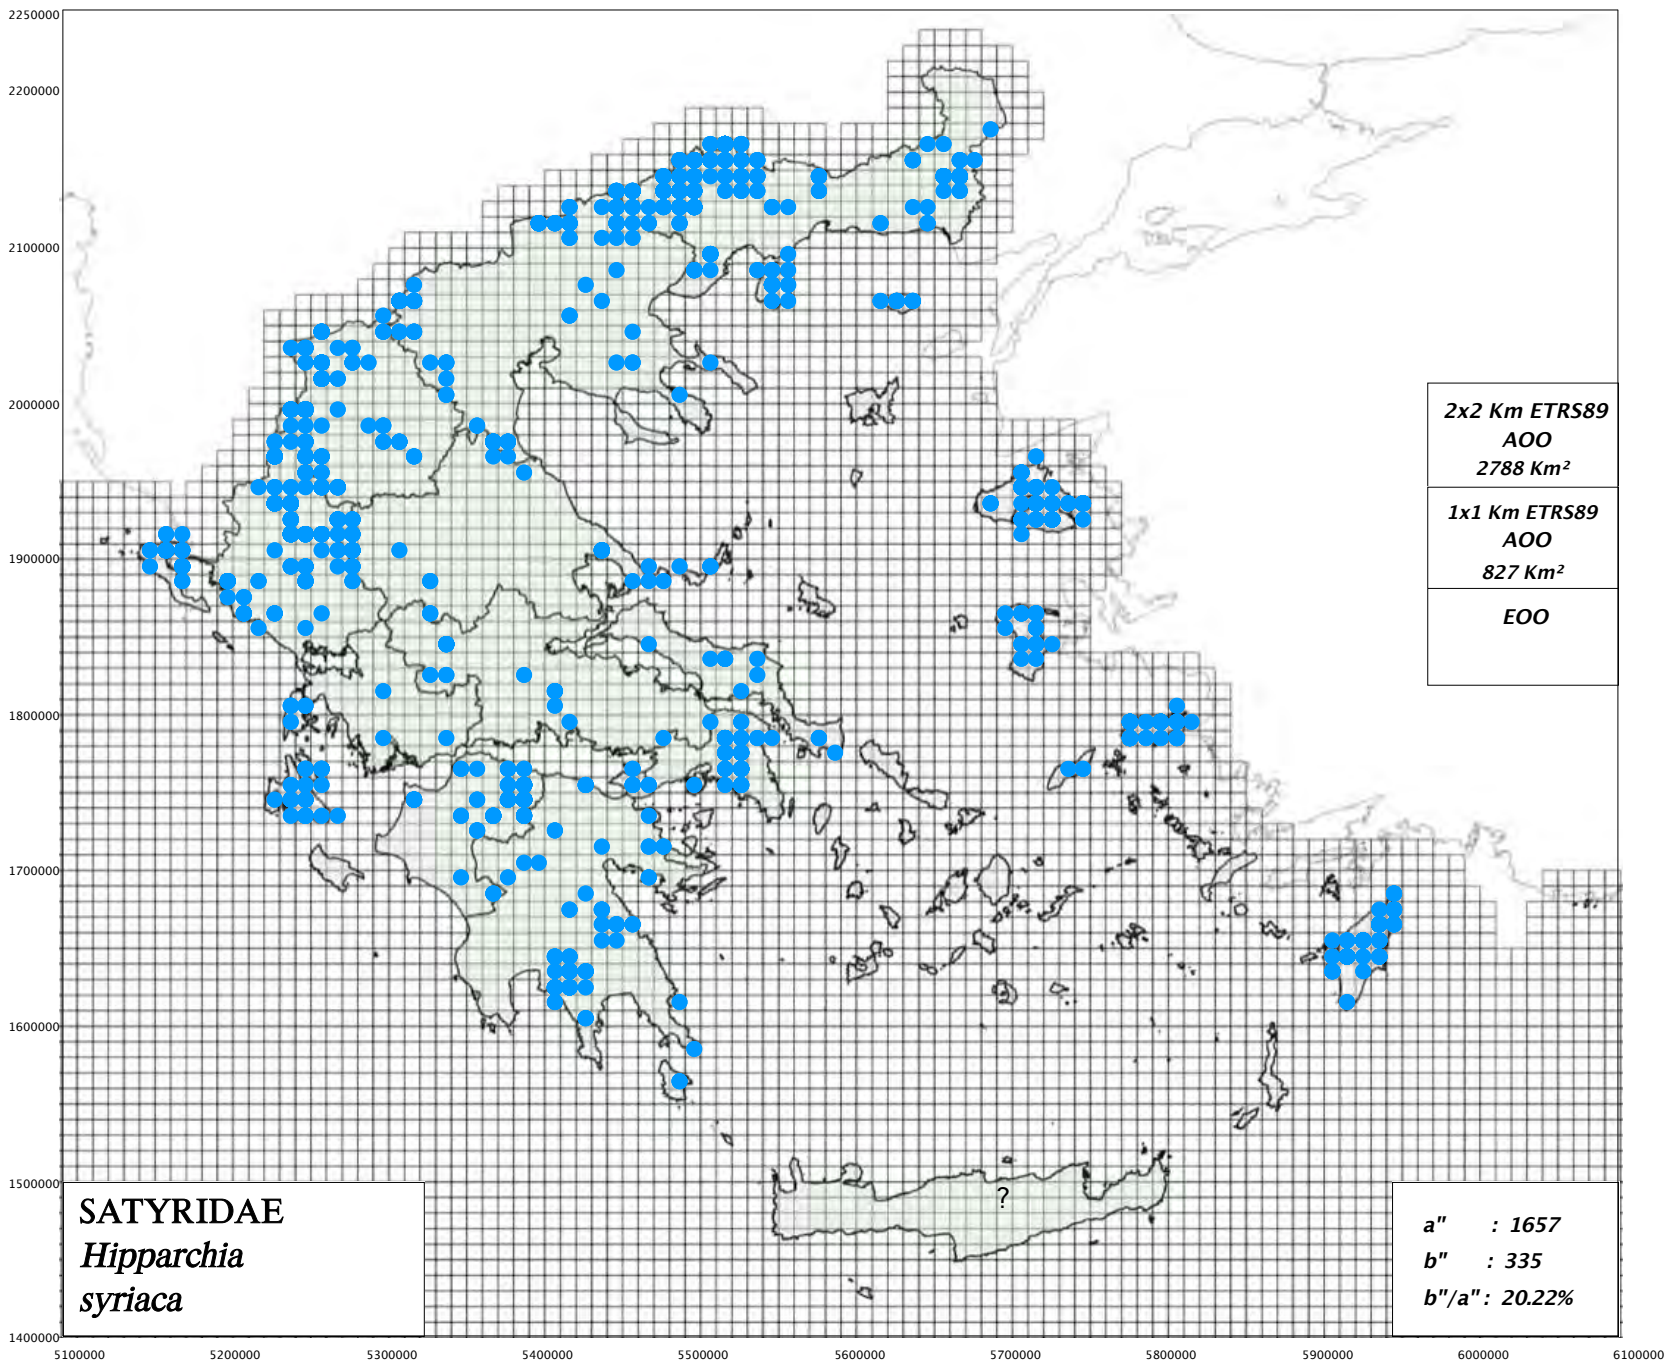 2250000
2200000
2100000
2000000
1900000
1800000
1700000
1600000
1500000
1400000
5100000 5200000 5300000 5400000 5500000 5600000 5700000 5800000 5900000 6000000 6100000
2x2 Km ETRS89
AOO
2788 Km²
1x1 Km ETRS89
AOO
827 Km²
EOO
?
SATYRIDAE
Hipparchia
syriaca
a" : 1657
b" : 335
b"/a" : 20.22%